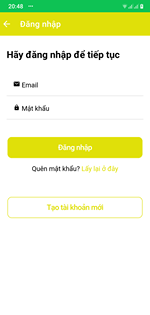 20:48
Đăng nhập
Hãy đăng nhập để tiếp tục
Email
Mật khẩu
Đăng nhập
Quên mật khẩu? Lấy lại ở đây
Tạo tài khoản mới